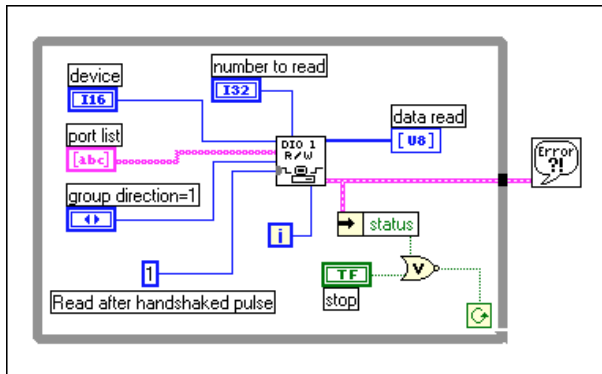 device
I16
number to read
I32
data read
[U8]
port list
[abc]
DIO 1
R/W
Error
?!
group direction=1
i
status
1
TF
V
Read after handshaked pulse
stop